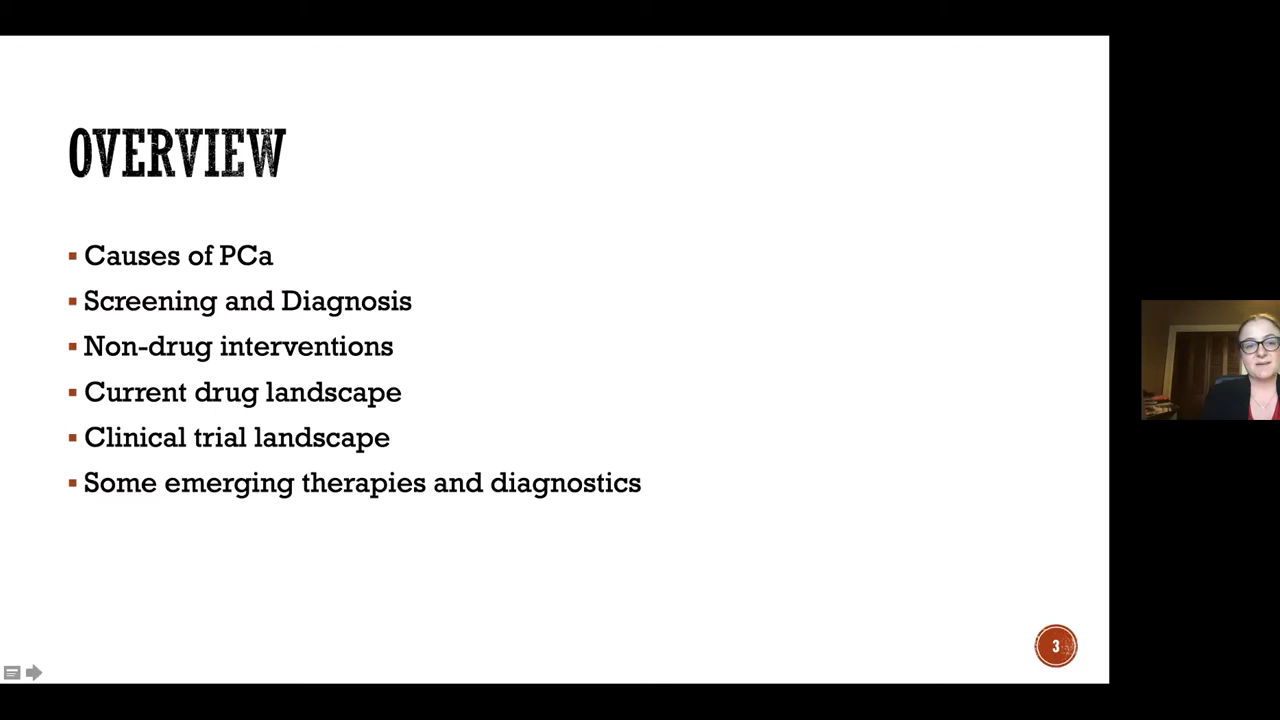 OVERVIEW
Causes of PCa
Screening and Diagnosis
Non-drug interventions
Current drug landscape
Clinical trial landscape
Some emerging therapies and diagnostics
3